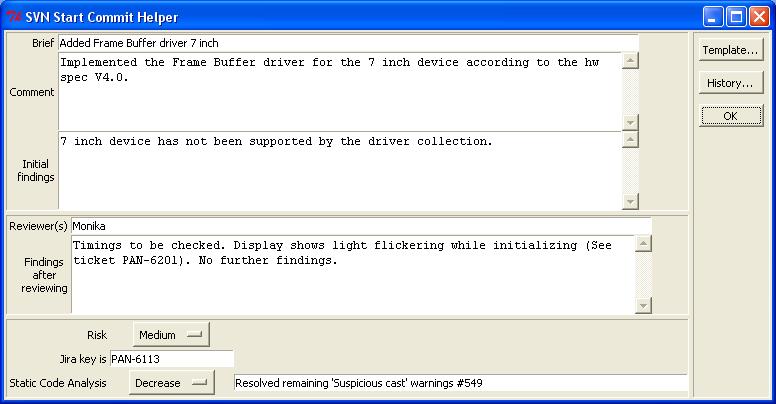 SVN Start Commit Helper
Brief Added Frame Buffer driver 7 inch
Comment
Implemented the Frame Buffer driver for the 7 inch device according to the hw
spec V4.0.
Initial
findings
7 inch device has not been supported by the driver collection.
Reviewer(s) Monika
Findings
after
reviewing
Timings to be checked. Display shows light flickering while initializing (See
ticket PAN-6201). No further findings.
Risk Medium
Jira key is PAN-6113
Static Code Analysis Decrease Resolved remaining 'Suspicious cast' warnings #549
Template...
History...
OK